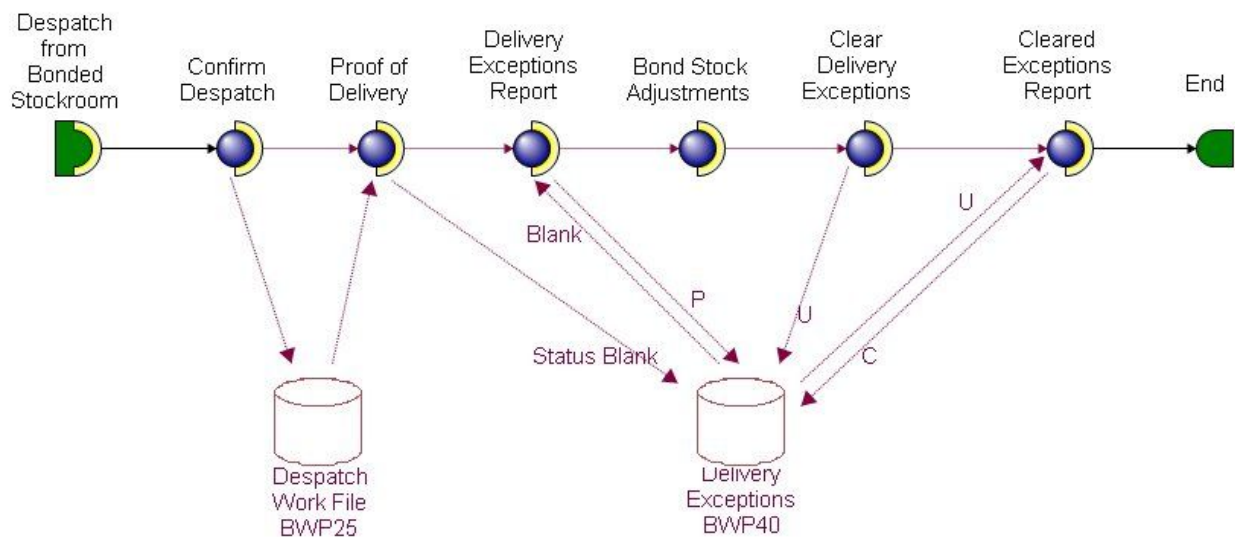 Despatch
from
Bonded
Stockroom
Confirm
Despatch
Proof of
Delivery
Delivery
Exceptions
Report
Bond Stock
Adjustments
Clear
Delivery
Exceptions
Cleared
Exceptions
Report
End
Blank
P
U
U
Status Blank
C
Despatch
Work File
BWP25
Delivery
Exceptions
BWP40